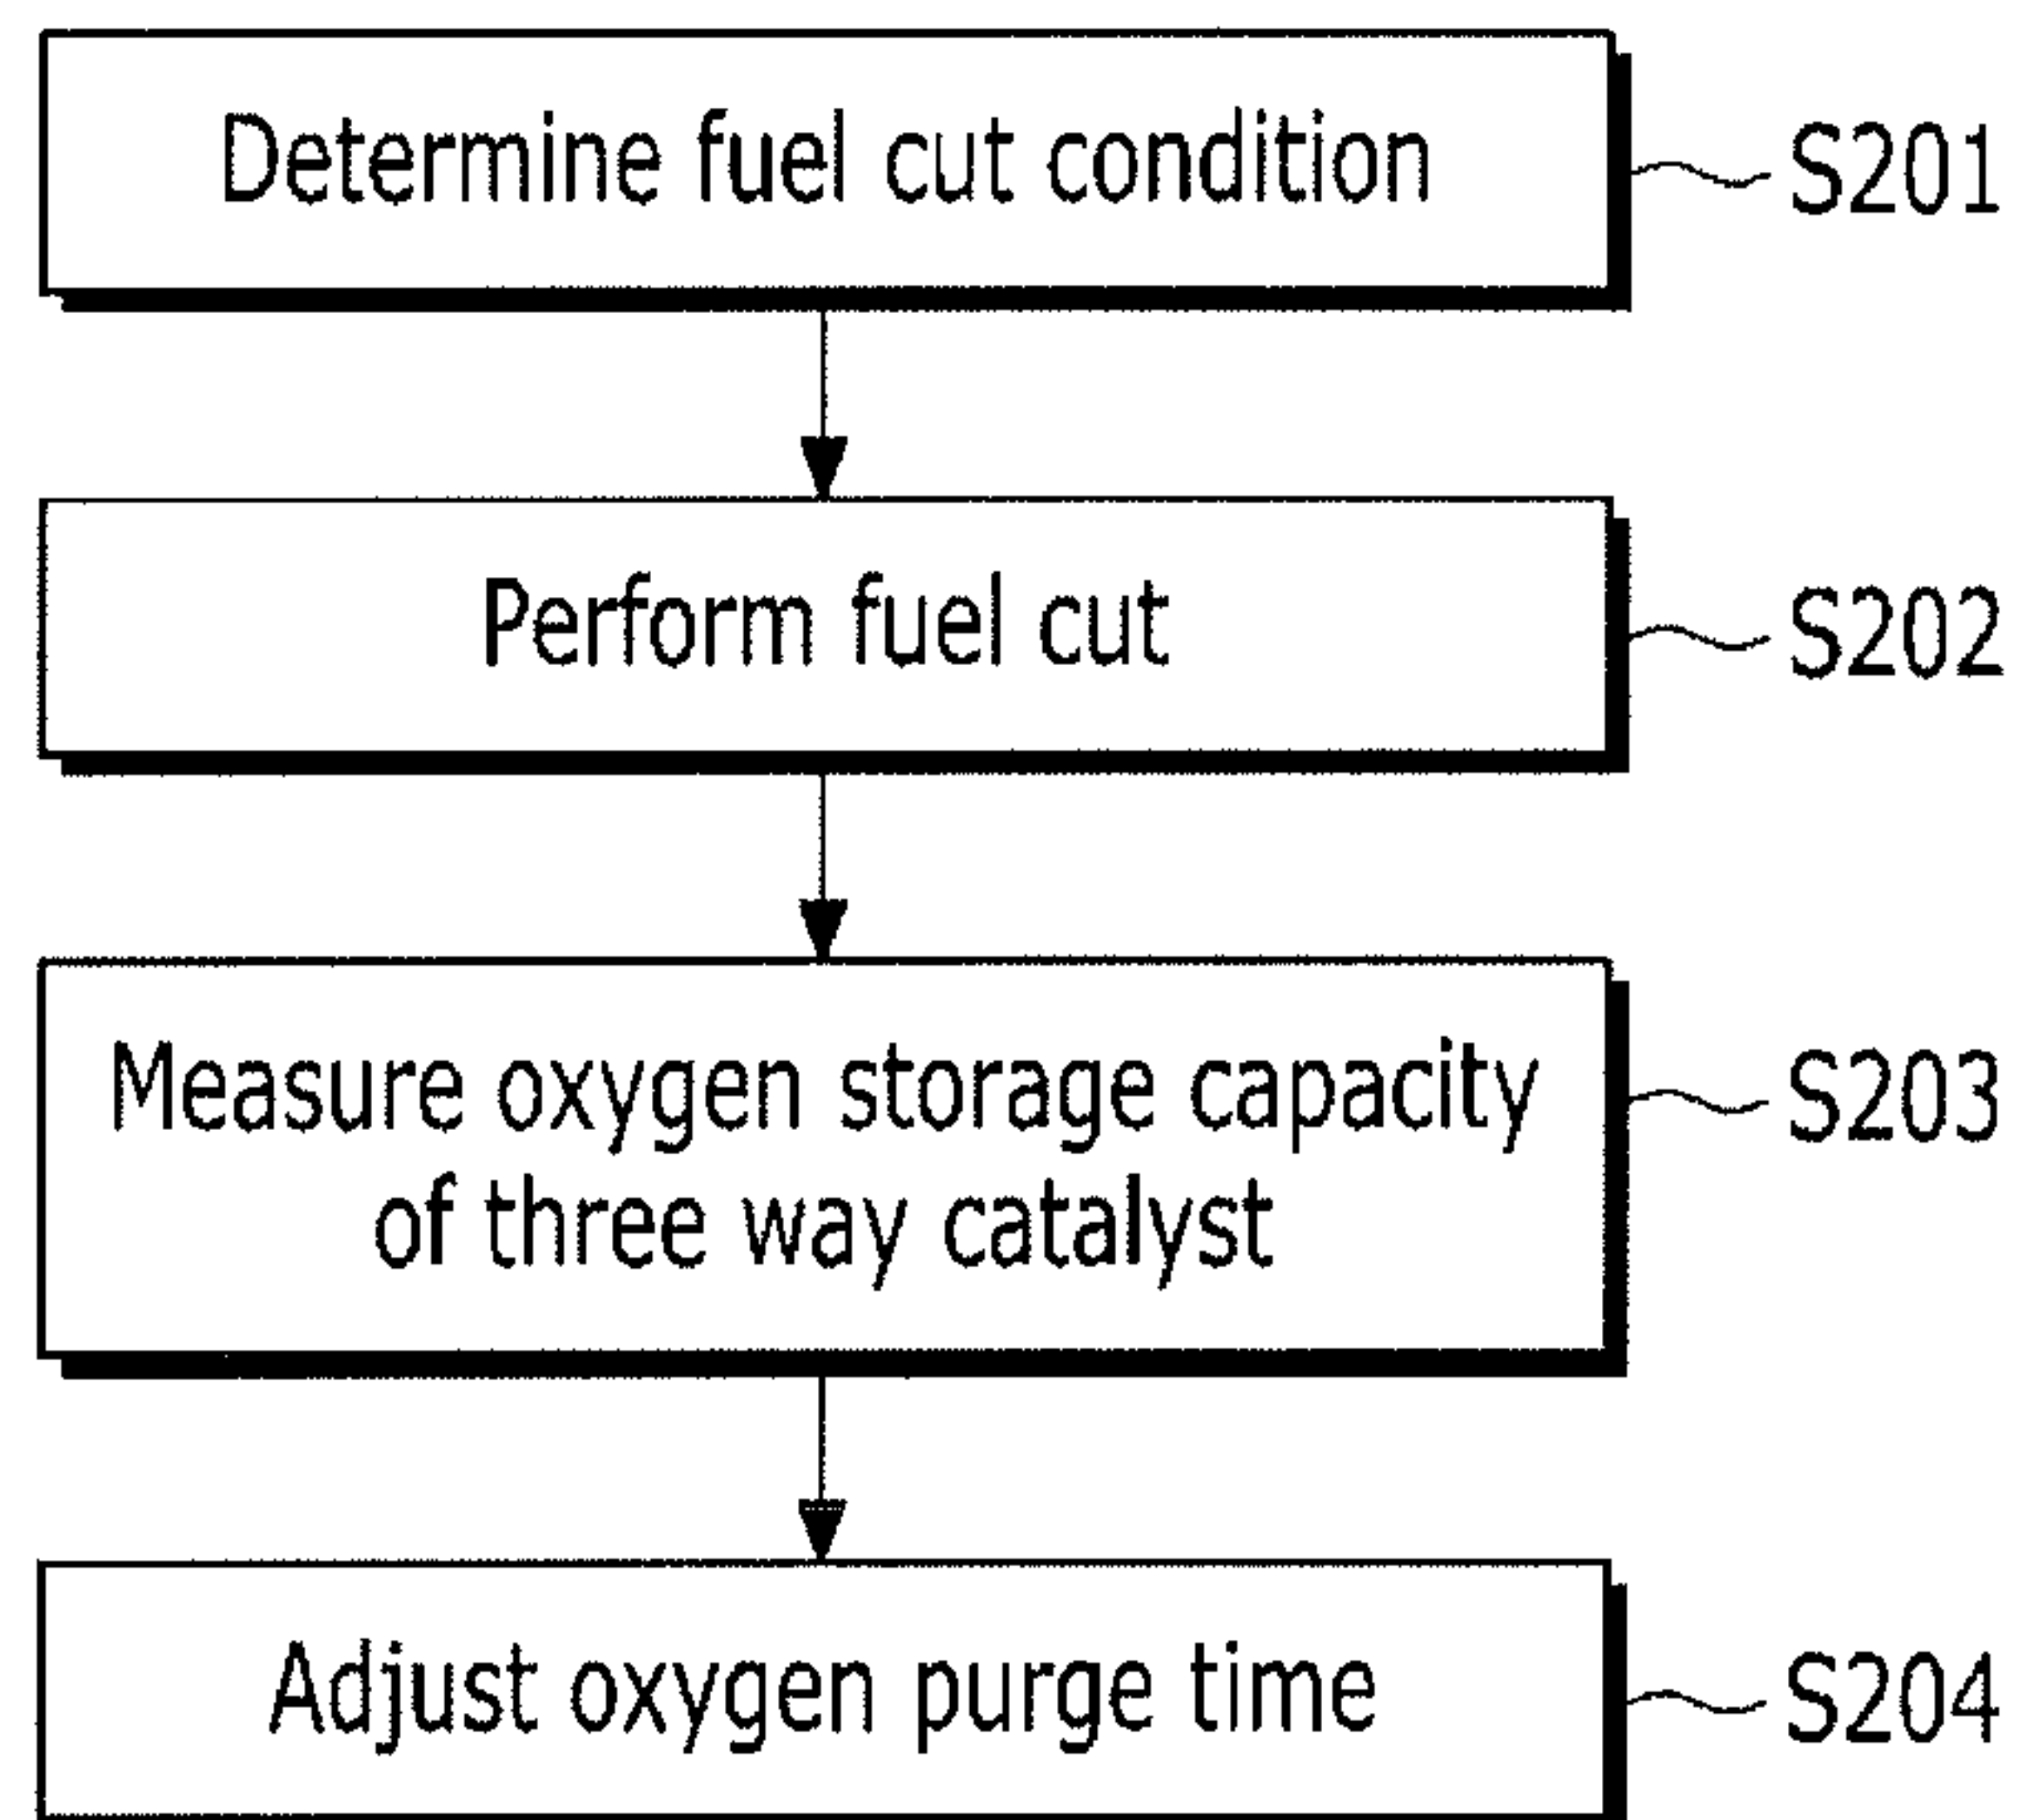 Determine fuel cut condition
S201
Perform fuel cut
S202
Measure oxygen storage capacity
of three way catalyst
S203
Adjust oxygen purge time
S204